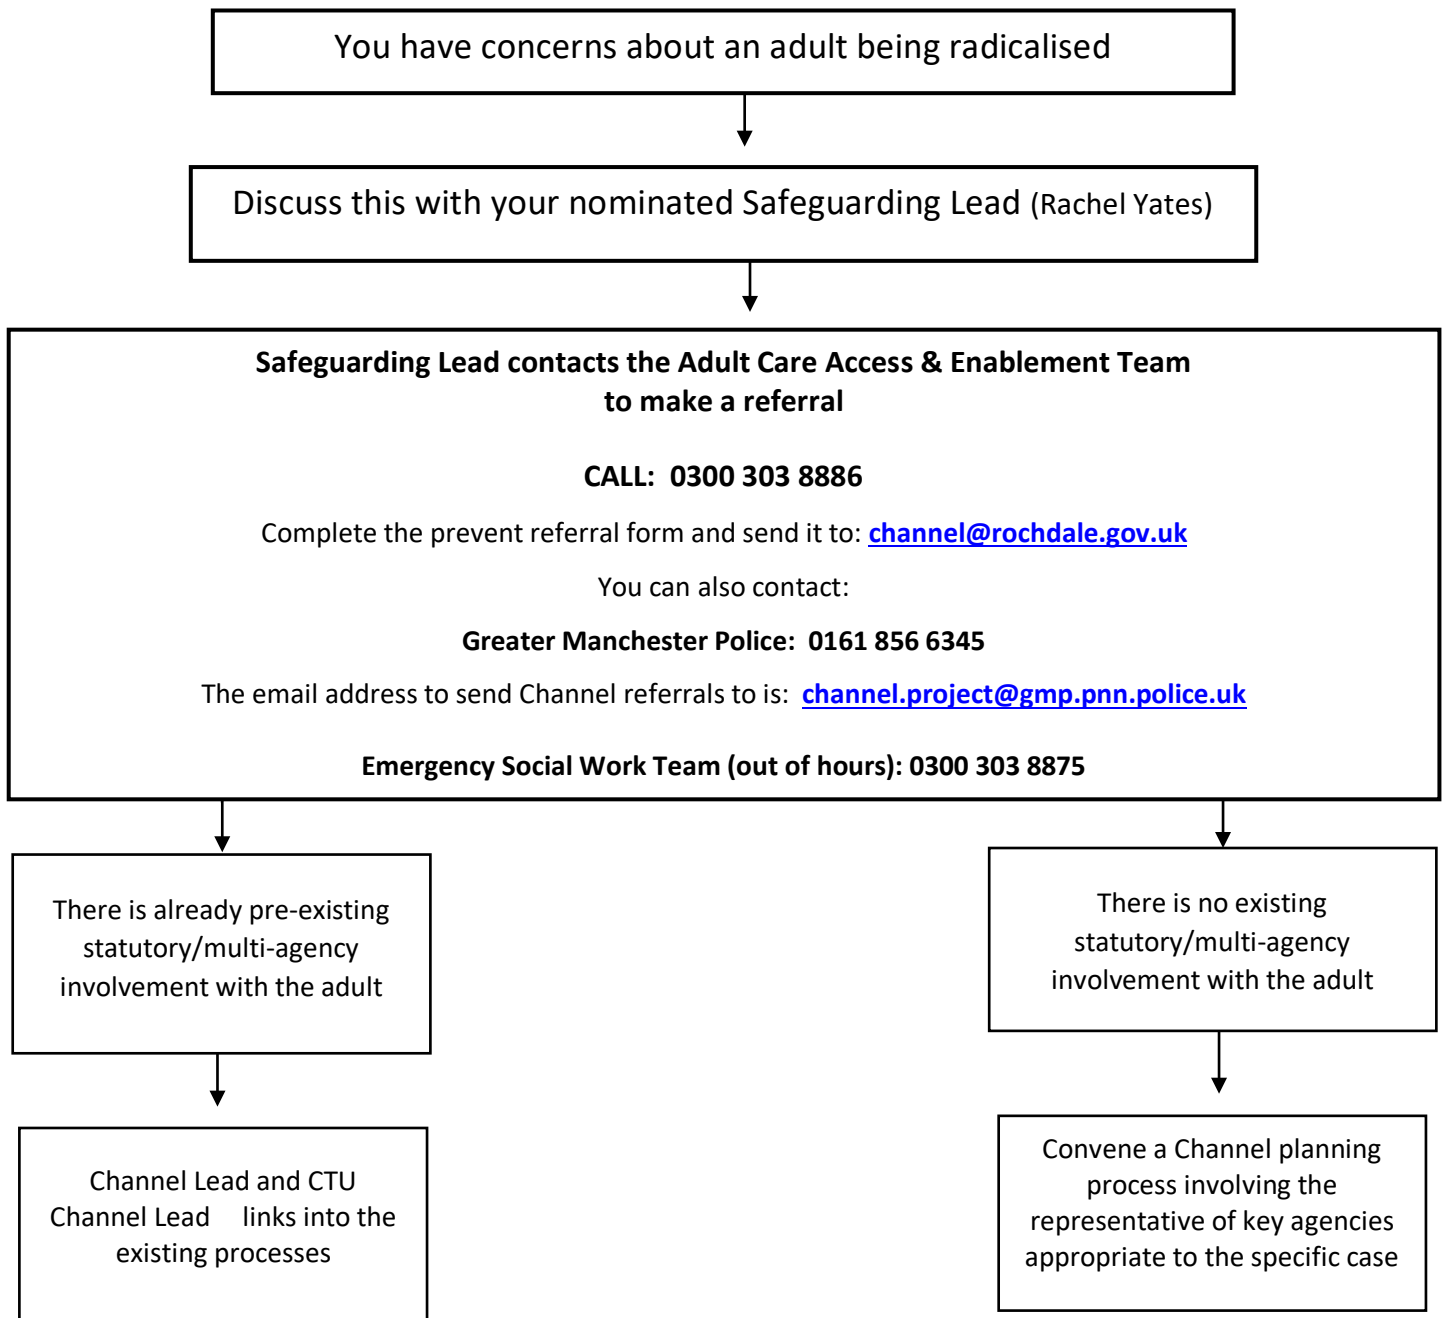 You have concerns about an adult being radicalised
Discuss this with your nominated Safeguarding Lead (Rachel Yates)
Safeguarding Lead contacts the Adult Care Access & Enablement Team
to make a referral
CALL: 0300 303 8886
Complete the prevent referral form and send it to: channel@rochdale.gov.uk
You can also contact:
Greater Manchester Police: 0161 856 6345
The email address to send Channel referrals to is: channel.project@gmp.pnn.police.uk
Emergency Social Work Team (out of hours): 0300 303 8875
There is already pre-existing
statutory/multi-agency
involvement with the adult
There is no existing
statutory/multi-agency
involvement with the adult
Channel Lead and CTU
Channel Lead links into the
existing processes
Convene a Channel planning
process involving the
representative of key agencies
appropriate to the specific case